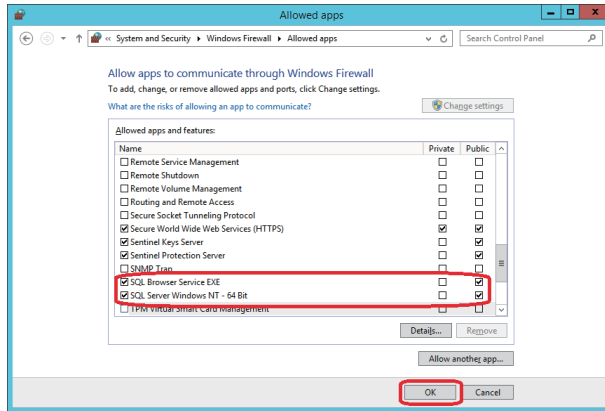 Allowed apps
« System and Security ▸ Windows Firewall ▸ Allowed apps
Search Control Panel
Allow apps to communicate through Windows Firewall
To add, change, or remove allowed apps and ports, click Change settings.
What are the risks of allowing an app to communicate?
Change settings
Allowed apps and features:
Name Private Public
Remote Service Management
Remote Shutdown
Remote Volume Management
Routing and Remote Access
Secure Socket Tunneling Protocol
Secure World Wide Web Services (HTTPS)
Sentinel Keys Server
Sentinel Protection Server
SNMP Trap
SQL Browser Service EXE
SQL Server Windows NT - 64 Bit
TPM Virtual Smart Card Management
Details... Remove
Allow another app...
OK Cancel